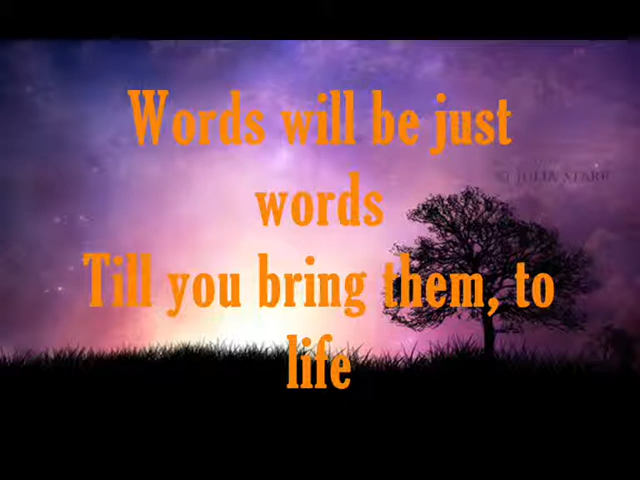 © JULIA STARR
Words will be just
words
Till you bring them, to
life